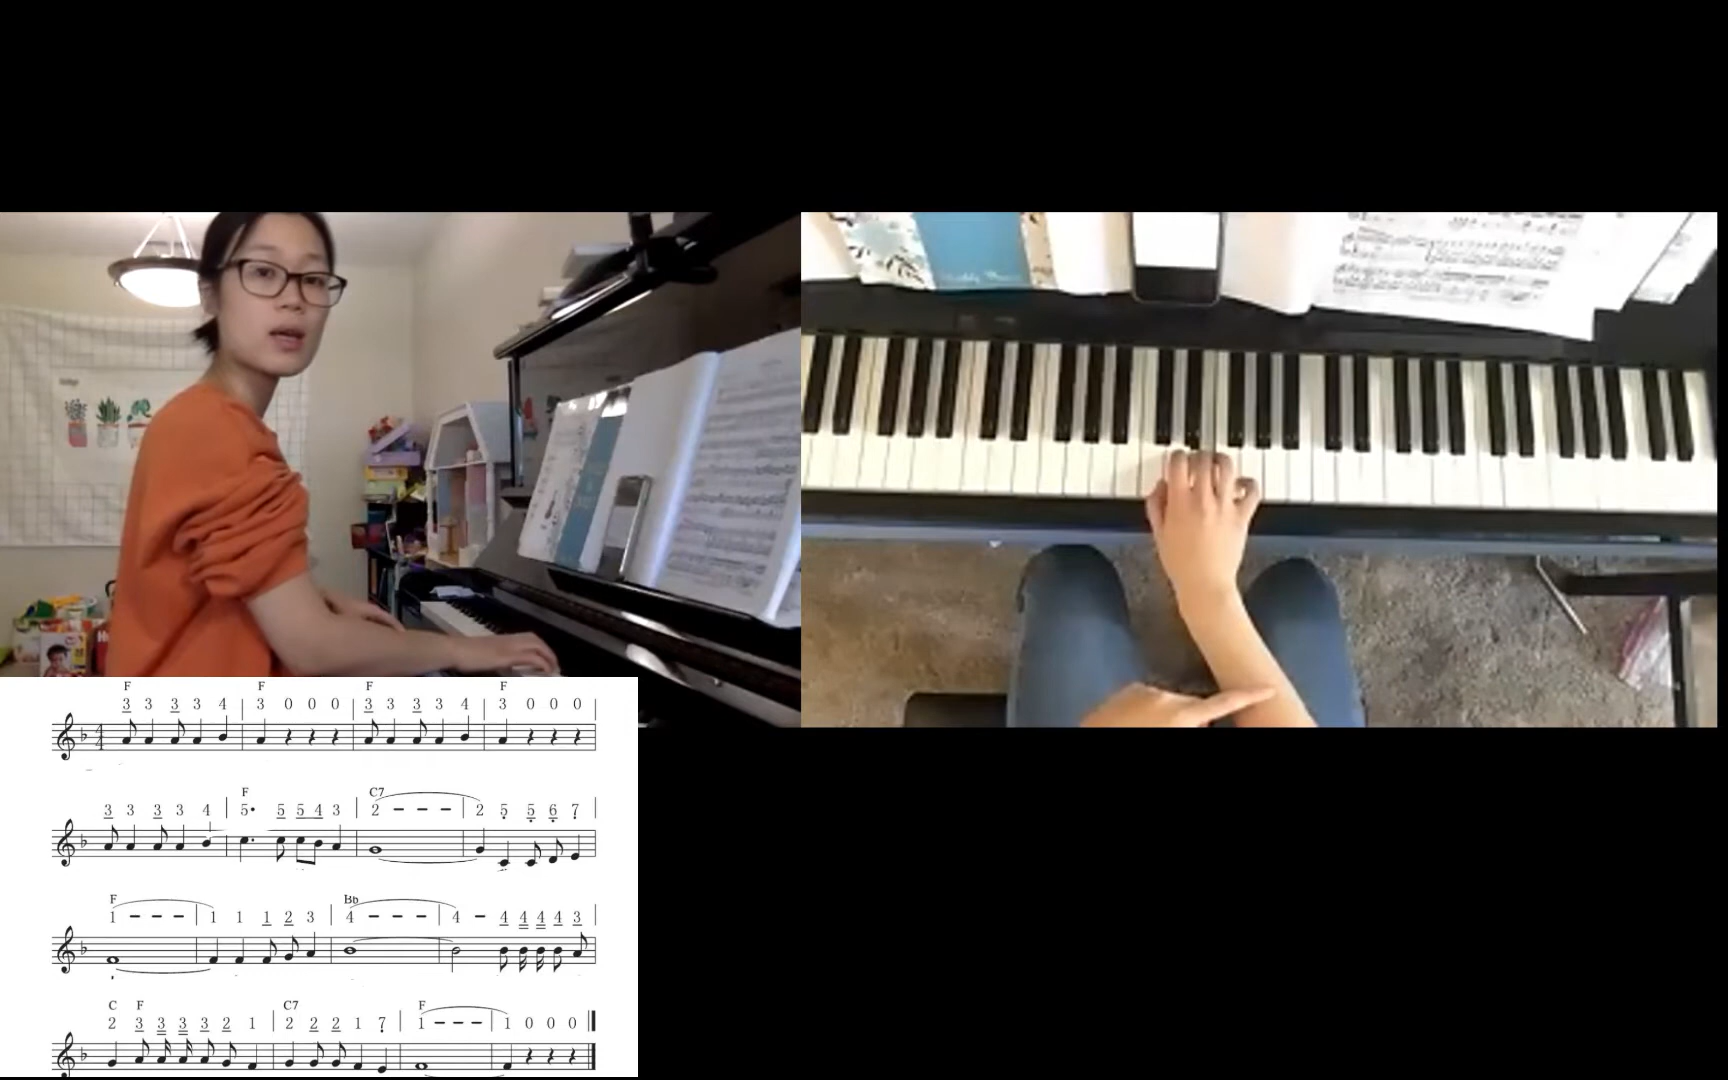 F F F F
3 3 3 3 4 | 3 0 0 0 | 3 3 3 3 4 | 3 0 0 0 |
4
4
F C7
3 3 3 3 4 | 5· 5 5 4 3 | 2 - - - | 2 5 5 6 7 |
F Bb
1 - - - | 1 1 1 2 3 | 4 - - - | 4 - 4 4 4 4 3 |
C F C7 F
2 3 3 3 3 2 1 | 2 2 2 1 7 | 1 - - - | 1 0 0 0 |